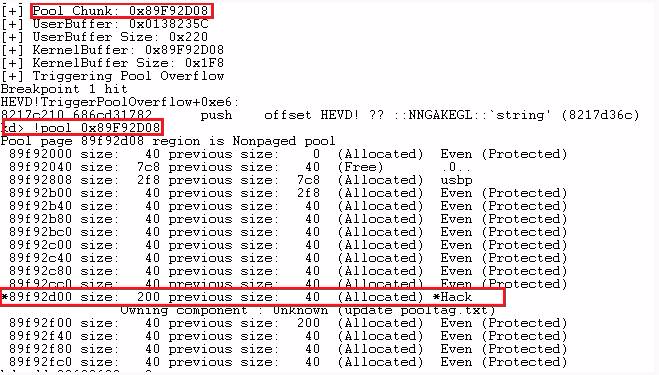 [+] Pool Chunk: 0x89F92D08
[+] UserBuffer: 0x0138235C
[+] UserBuffer Size: 0x220
[+] KernelBuffer: 0x89F92D08
[+] KernelBuffer Size: 0x1F8
[+] Triggering Pool Overflow
Breakpoint 1 hit
HEVD!TriggerPoolOverflow+0xe6:
8217c210 686cd31782 push offset HEVD! ?? ::NNGAKEGL::`string' (8217d36c)
kd> !pool 0x89F92D08
Pool page 89f92d08 region is Nonpaged pool
89f92000 size: 40 previous size: 0 (Allocated) Even (Protected)
89f92040 size: 7c8 previous size: 40 (Free) .0..
89f92808 size: 2f8 previous size: 7c8 (Allocated) usbp
89f92b00 size: 40 previous size: 2f8 (Allocated) Even (Protected)
89f92b40 size: 40 previous size: 40 (Allocated) Even (Protected)
89f92b80 size: 40 previous size: 40 (Allocated) Even (Protected)
89f92bc0 size: 40 previous size: 40 (Allocated) Even (Protected)
89f92c00 size: 40 previous size: 40 (Allocated) Even (Protected)
89f92c40 size: 40 previous size: 40 (Allocated) Even (Protected)
89f92c80 size: 40 previous size: 40 (Allocated) Even (Protected)
89f92cc0 size: 40 previous size: 40 (Allocated) Even (Protected)
*89f92d00 size: 200 previous size: 40 (Allocated) *Hack
Owning component : Unknown (update pooltag.txt)
89f92f00 size: 40 previous size: 200 (Allocated) Even (Protected)
89f92f40 size: 40 previous size: 40 (Allocated) Even (Protected)
89f92f80 size: 40 previous size: 40 (Allocated) Even (Protected)
89f92fc0 size: 40 previous size: 40 (Allocated) Even (Protected)